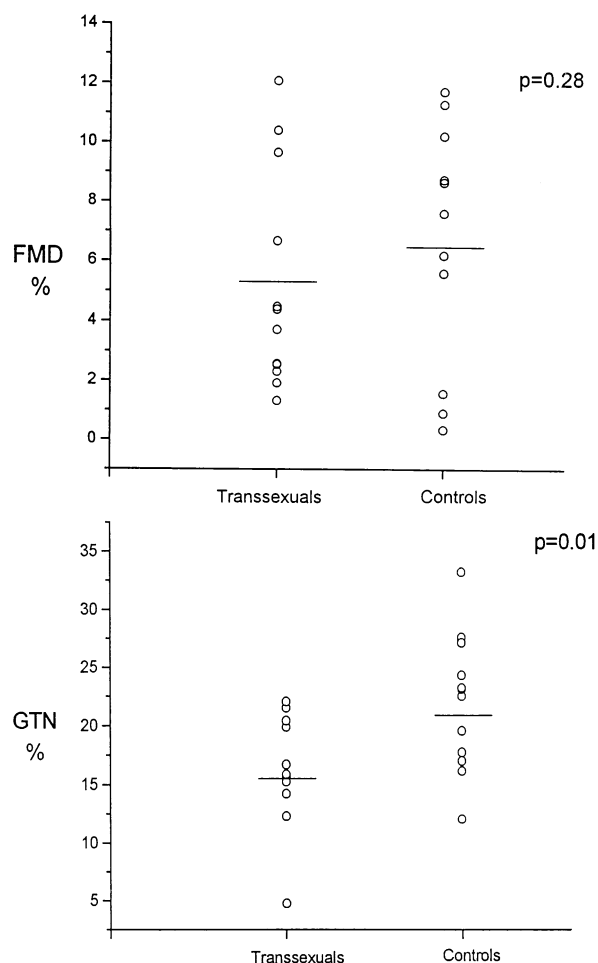 14
12
p=0.28
10
8
6
FMD
%
4
2
0
Transsexuals Controls
p=0.01
35
30
25
20
GTN
%
15
10
5
Transsexuals Controls